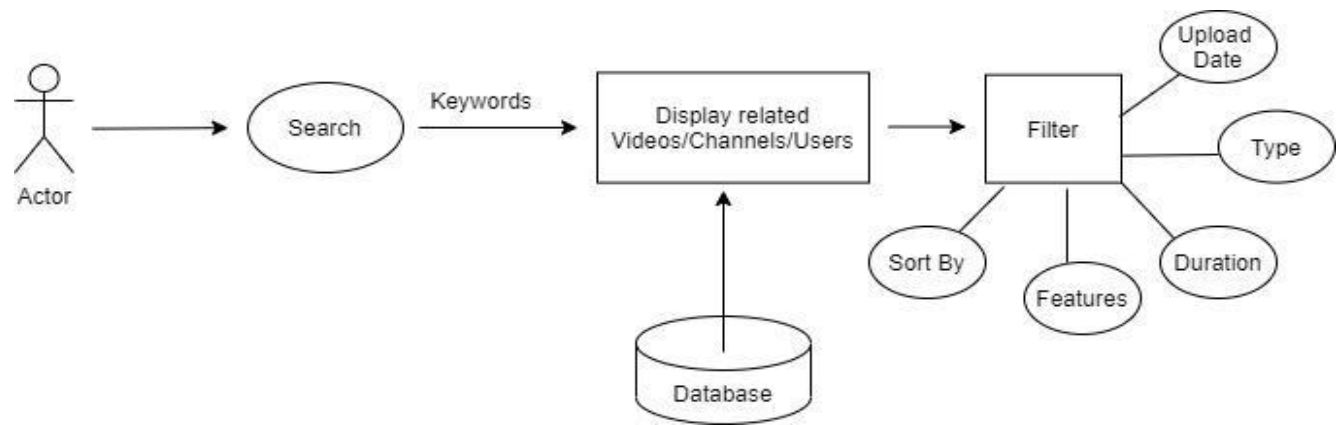 Upload
Date
Keywords
Search
Display related
Videos/Channels/Users
Filter
Type
Actor
Sort By
Duration
Features
Database